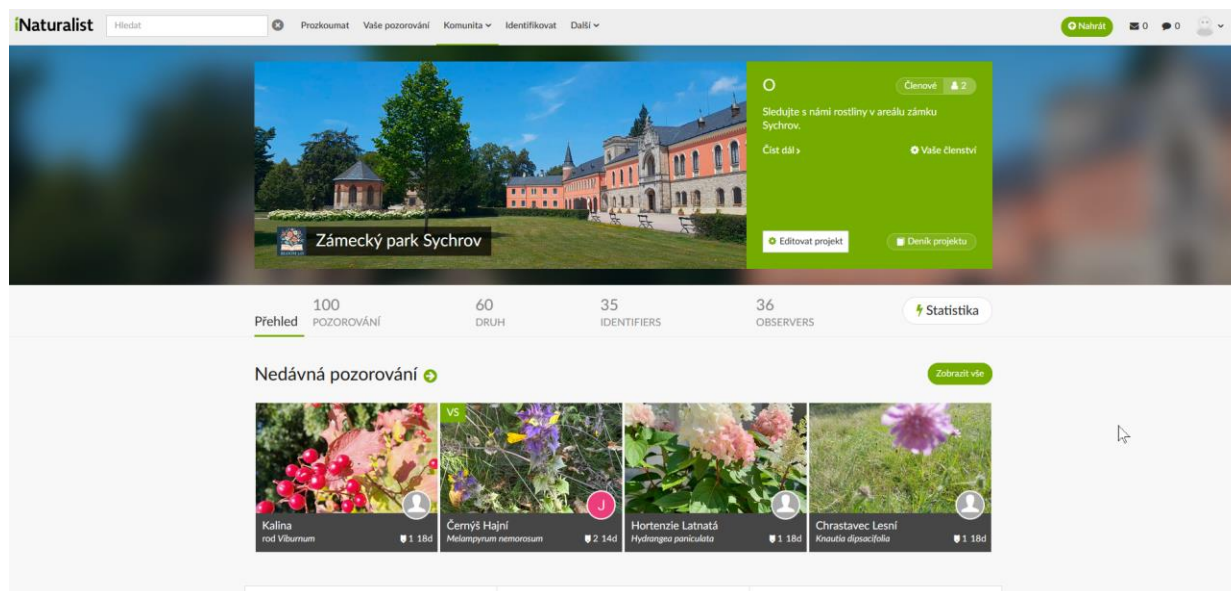 iNaturalist
Hledat
Prozkoumat Vaše pozorování Komunita Identifikovat Další
Nahrát 0 0
O
Členové 2
Sledujte s námi rostliny v areálu zámku
Sychrov.
Číst dál Vaše členství
Zámecký park Sychrov
Editovat projekt Deník projektu
Přehled
100
POZOROVÁNÍ
60
DRUH
35
IDENTIFIERS
36
OBSERVERS
Statistika
Nedávná pozorování
Zobrazit vše
Kalina
rod Viburnum 1 18d
VS
J
Černýš Hajní
Melampyrum nemorosum 2 14d
Hortenzie Latnatá
Hydrangea paniculata 1 18d
Chrastavec Lesní
Knautia dipsacifolia 1 18d